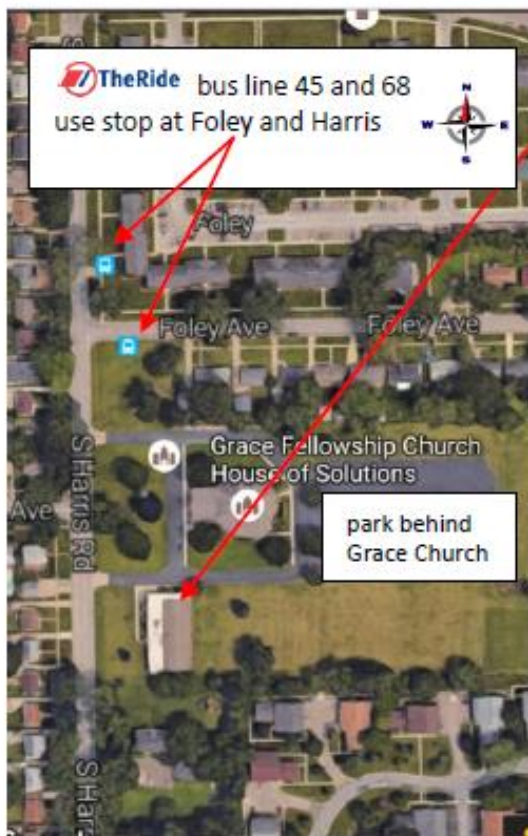 TheRide bus line 45 and 68
use stop at Foley and Harris
N
W E
S
Foley
Foley Ave Foley Ave
Grace Fellowship Church
House of Solutions
S Harris Rd
Ave
park behind
Grace Church
S Har